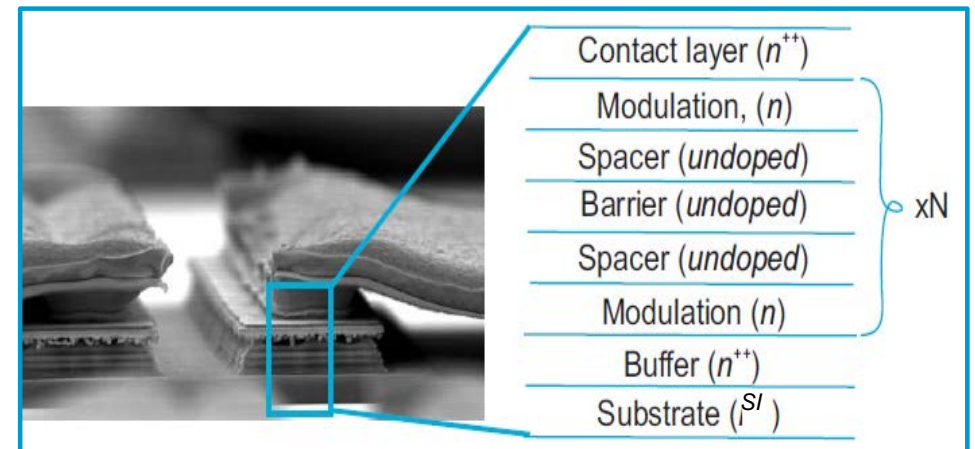 Contact layer (n⁺⁺)
Modulation, (n)
Spacer (undoped)
Barrier (undoped)
Spacer (undoped)
Modulation (n)
xN
Buffer (n⁺⁺)
Substrate (i SI )